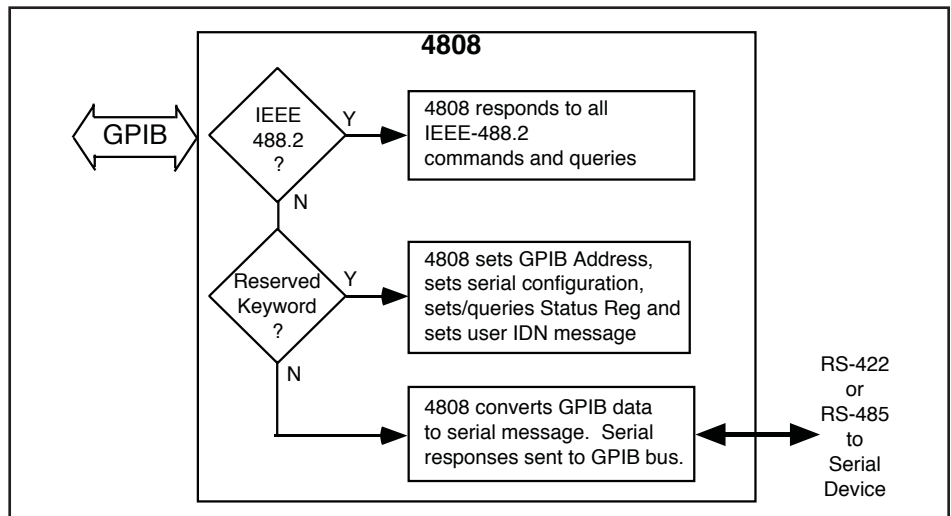 4808
GPIB
IEEE
488.2
?
Y
4808 responds to all
IEEE-488.2
commands and queries
N
Reserved
Keyword
?
Y
4808 sets GPIB Address,
sets serial configuration,
sets/queries Status Reg and
sets user IDN message
N
4808 converts GPIB data
to serial message.  Serial
responses sent to GPIB bus.
RS-422
or
RS-485
to
Serial
Device